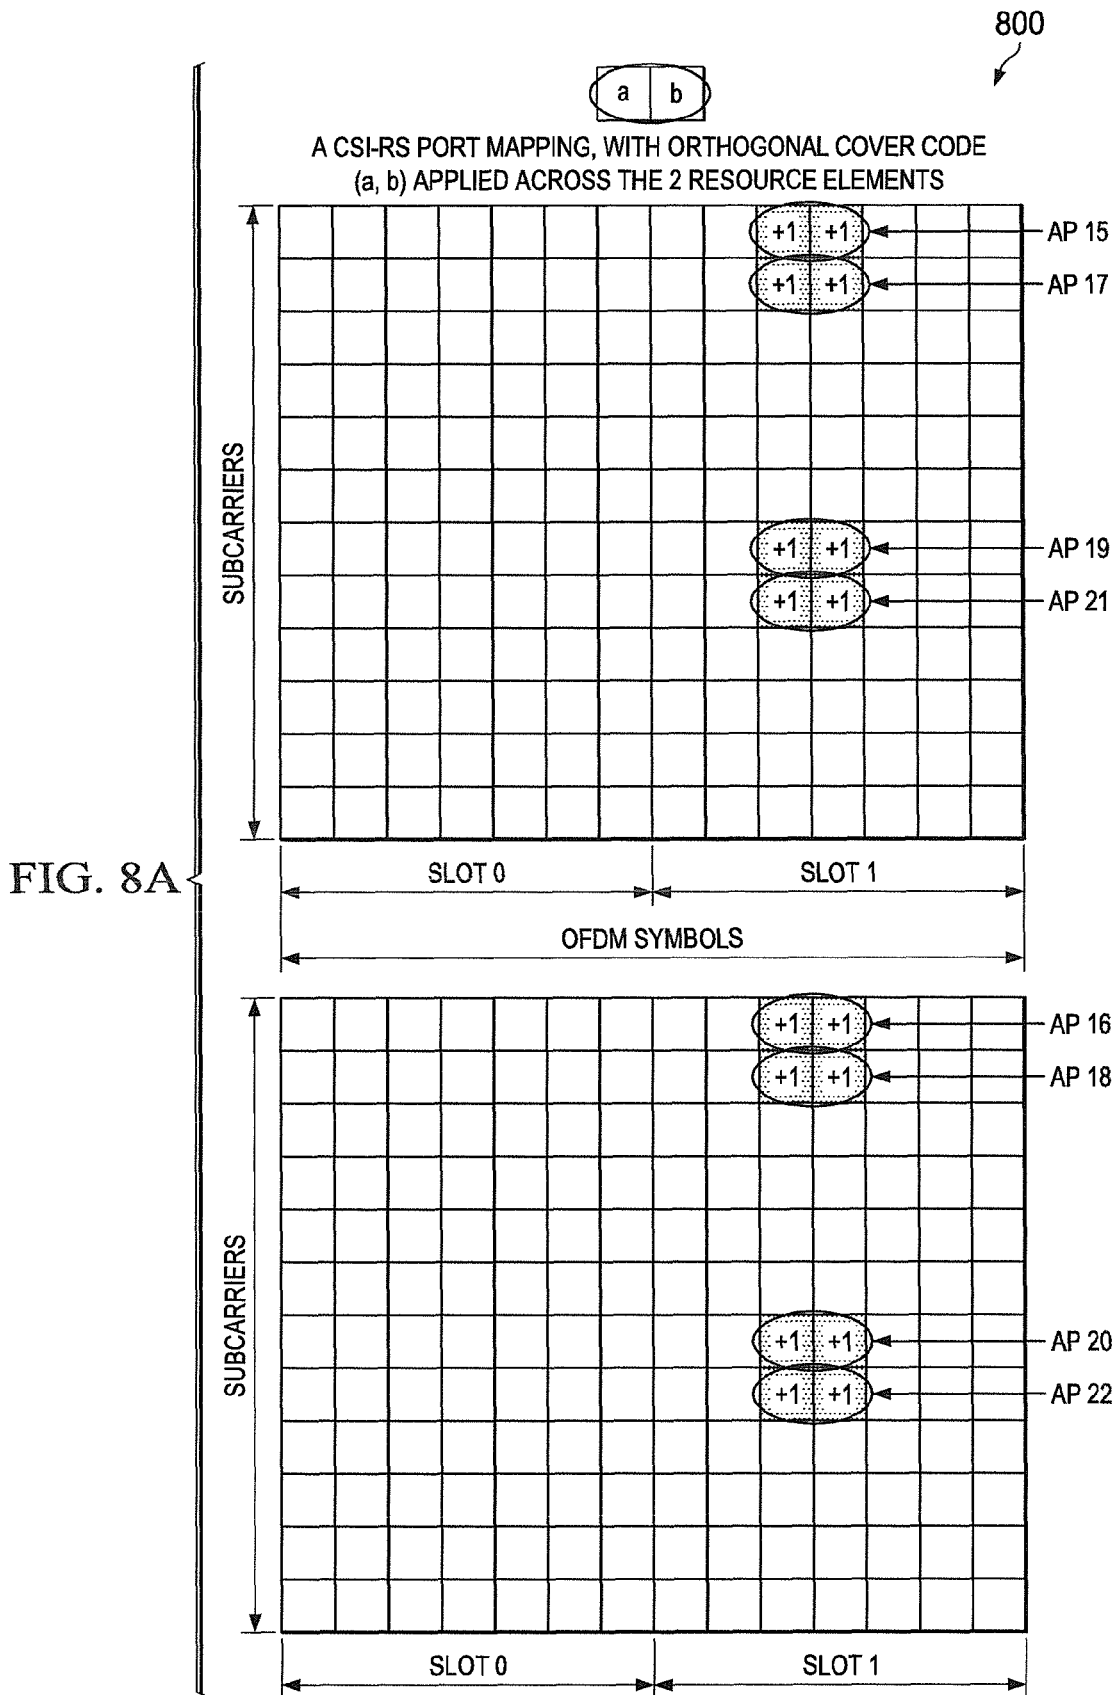 800
a b
A CSI-RS PORT MAPPING, WITH ORTHOGONAL COVER CODE
(a, b) APPLIED ACROSS THE 2 RESOURCE ELEMENTS
+1 +1 AP 15
+1 +1 AP 17
SUBCARRIERS
+1 +1 AP 19
+1 +1 AP 21
FIG. 8A
SLOT 0 SLOT 1
OFDM SYMBOLS
+1 +1 AP 16
+1 +1 AP 18
SUBCARRIERS
+1 +1 AP 20
+1 +1 AP 22
SLOT 0 SLOT 1